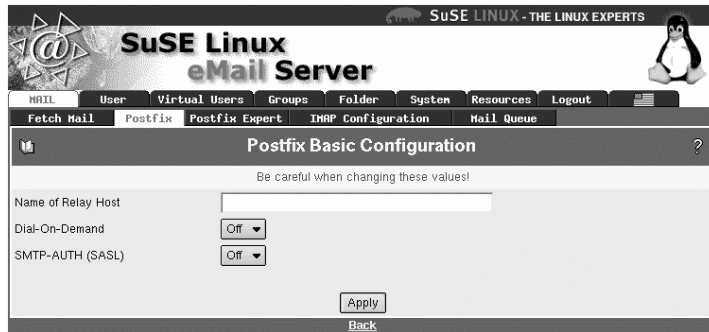 SuSE LINUX - THE LINUX EXPERTS
@
SuSE Linux
eMail Server
MAIL User Virtual Users Groups Folder System Resources Logout
Fetch Mail Postfix Postfix Expert IMAP Configuration Mail Queue
Postfix Basic Configuration ?
Be careful when changing these values!
Name of Relay Host
Dial-On-Demand Off
SMTP-AUTH (SASL) Off
Apply
Back